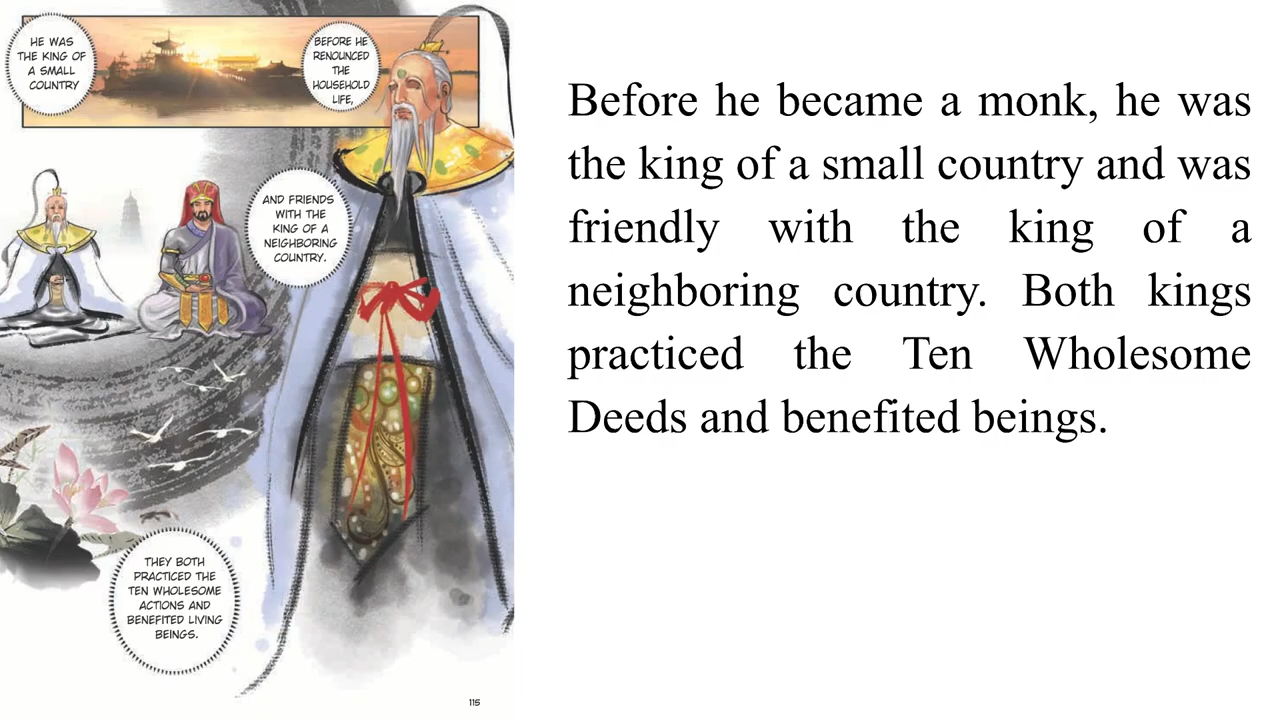 HE WAS
THE KING OF
A SMALL
COUNTRY
BEFORE HE
RENOUNCED
THE
HOUSEHOLD
LIFE,
AND FRIENDS
WITH THE
KING OF A
NEIGHBORING
COUNTRY.
THEY BOTH
PRACTICED THE
TEN WHOLESOME
ACTIONS AND
BENEFITED LIVING
BEINGS.
115
Before he became a monk, he was
the king of a small country and was
friendly with the king of a
neighboring country. Both kings
practiced the Ten Wholesome
Deeds and benefited beings.